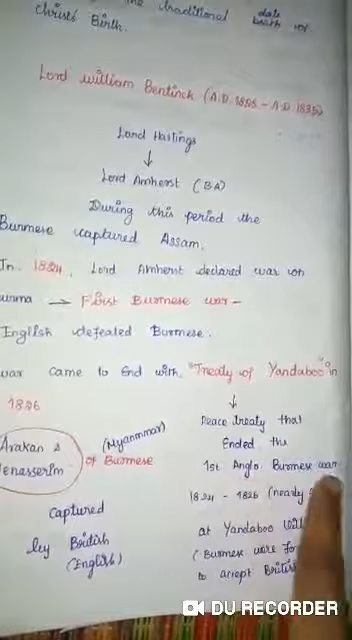 the traditional date birth of
Christ's Birth.
Lord William Bentinck (A.D. 1828 - A.D. 1835)
Lord Hastings
↓
Lord Amherst (BA)
During this period the
Burmese captured Assam.
In 1824, Lord Amherst declared war on
→ First Burmese war -
English defeated Burmese.
war came to End with "Treaty of Yandaboo" in
1826
↓
Peace treaty that
Ended the
1st Anglo Burmese war
1824 - 1826 (nearly
at Yandaboo
(Burmese were
to accept British
Arakan &
Tenasserim
(Myanmmar)
of Burmese
Captured
by British
(English)
DU RECORDER